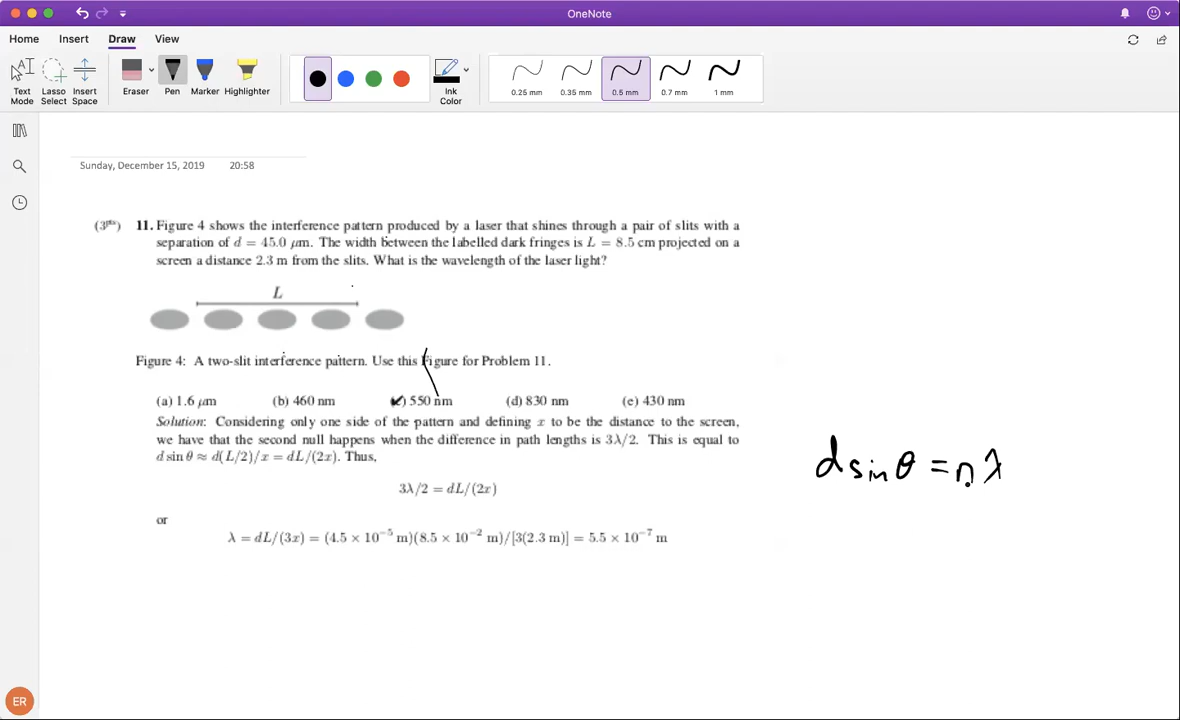 OneNote
Home Insert Draw View
Text Mode
Lasso Select
Insert Space
Eraser
Pen
Marker
Highlighter
Ink Color
0.25 mm
0.35 mm
0.5 mm
0.7 mm
1 mm
Sunday, December 15, 2019 20:58
(3pts) 11. Figure 4 shows the interference pattern produced by a laser that shines through a pair of slits with a
separation of d = 45.0 μm. The width between the labelled dark fringes is L = 8.5 cm projected on a
screen a distance 2.3 m from the slits. What is the wavelength of the laser light?
L
Figure 4: A two-slit interference pattern. Use this Figure for Problem 11.
(a) 1.6 μm (b) 460 nm (c) 550 nm (d) 830 nm (e) 430 nm
Solution: Considering only one side of the pattern and defining x to be the distance to the screen,
we have that the second null happens when the difference in path lengths is 3λ/2. This is equal to
d sin θ ≈ d(L/2)/x = dL/(2x). Thus,
3λ/2 = dL/(2x)
or
λ = dL/(3x) = (4.5 × 10⁻⁵ m)(8.5 × 10⁻² m)/[3(2.3 m)] = 5.5 × 10⁻⁷ m
d sin θ = n λ
ER